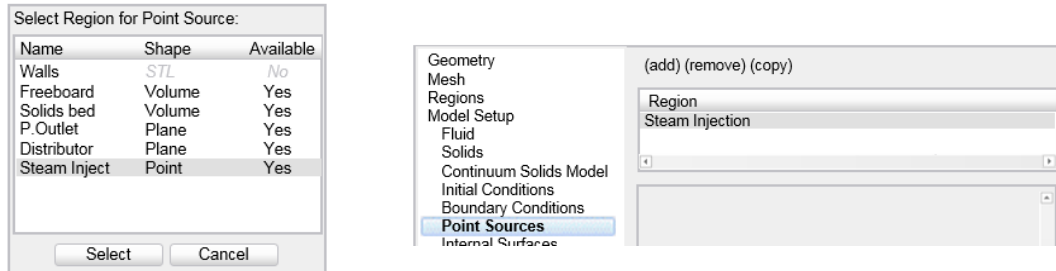 Select Region for Point Source:
Name Shape Available
Walls STL No
Freeboard Volume Yes
Solids bed Volume Yes
P.Outlet Plane Yes
Distributor Plane Yes
Steam Inject Point Yes
Select Cancel
Geometry
Mesh
Regions
Model Setup
Fluid
Solids
Continuum Solids Model
Initial Conditions
Boundary Conditions
Point Sources
Internal Surfaces
(add) (remove) (copy)
Region
Steam Injection